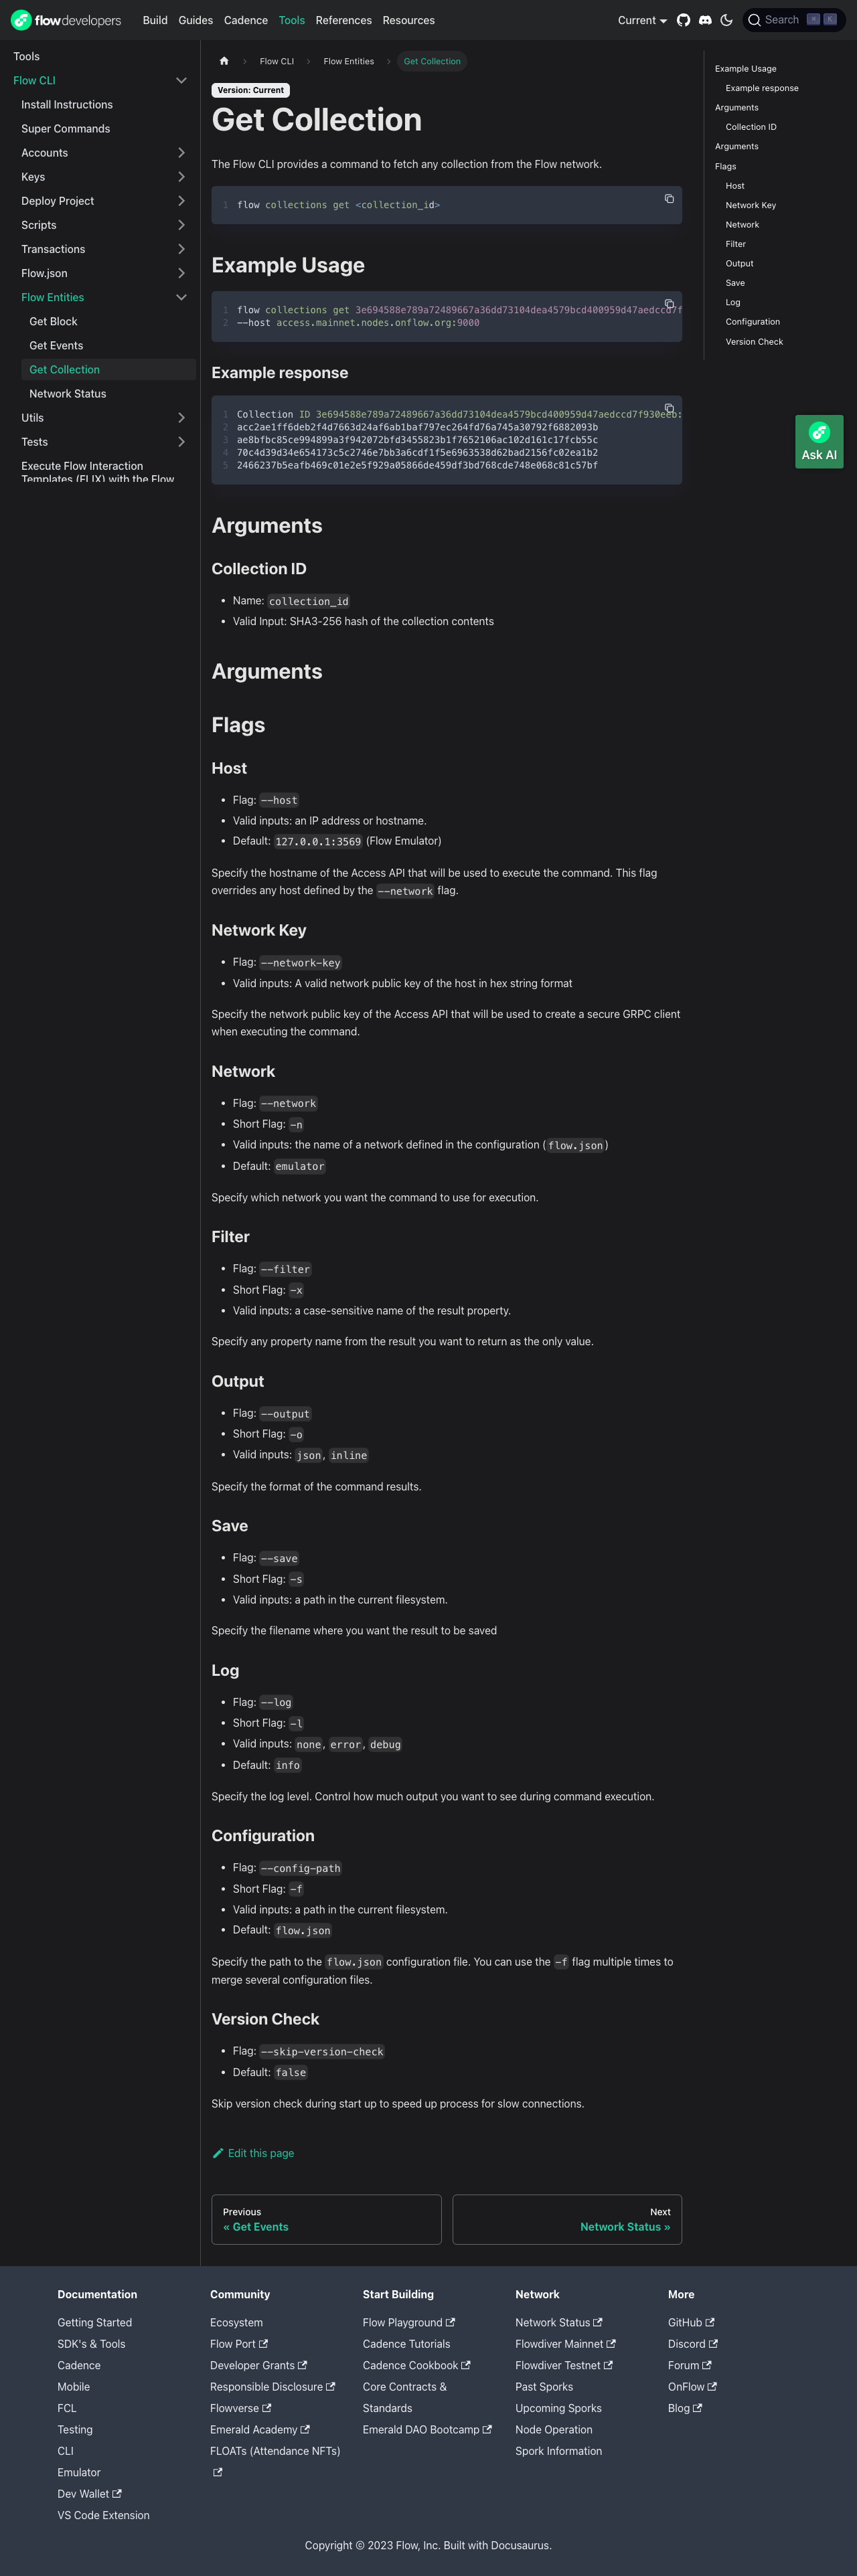 flowdevelopers Build Guides Cadence Tools References Resources Current Search ⌘ K
Tools
Flow CLI
Install Instructions
Super Commands
Accounts
Keys
Deploy Project
Scripts
Transactions
Flow.json
Flow Entities
Get Block
Get Events
Get Collection
Network Status
Utils
Tests
Execute Flow Interaction
Templates (FLIX) with the Flow
Flow CLI
Flow Entities
Get Collection
Version: Current
Get Collection
The Flow CLI provides a command to fetch any collection from the Flow network.
1 flow collections get <collection_id>
Example Usage
1 flow collections get 3e694588e789a72489667a36dd73104dea4579bcd400959d47aedccd7f
2 --host access.mainnet.nodes.onflow.org:9000
Example response
1 Collection ID 3e694588e789a72489667a36dd73104dea4579bcd400959d47aedccd7f930eeb:
2 acc2ae1ff6deb2f4d7663d24af6ab1baf797ec264fd76a745a30792f6882093b
3 ae8bfbc85ce994899a3f942072bfd3455823b1f7652106ac102d161c17fcb55c
4 70c4d39d34e654173c5c2746e7bb3a6cdf1f5e6963538d62bad2156fc02ea1b2
5 2466237b5eafb469c01e2e5f929a05866de459df3bd768cde748e068c81c57bf
Arguments
Collection ID
Name: collection_id
Valid Input: SHA3-256 hash of the collection contents
Arguments
Flags
Host
Flag: --host
Valid inputs: an IP address or hostname.
Default: 127.0.0.1:3569 (Flow Emulator)
Specify the hostname of the Access API that will be used to execute the command. This flag
overrides any host defined by the --network flag.
Network Key
Flag: --network-key
Valid inputs: A valid network public key of the host in hex string format
Specify the network public key of the Access API that will be used to create a secure GRPC client
when executing the command.
Network
Flag: --network
Short Flag: -n
Valid inputs: the name of a network defined in the configuration (flow.json)
Default: emulator
Specify which network you want the command to use for execution.
Filter
Flag: --filter
Short Flag: -x
Valid inputs: a case-sensitive name of the result property.
Specify any property name from the result you want to return as the only value.
Output
Flag: --output
Short Flag: -o
Valid inputs: json, inline
Specify the format of the command results.
Save
Flag: --save
Short Flag: -s
Valid inputs: a path in the current filesystem.
Specify the filename where you want the result to be saved
Log
Flag: --log
Short Flag: -l
Valid inputs: none, error, debug
Default: info
Specify the log level. Control how much output you want to see during command execution.
Configuration
Flag: --config-path
Short Flag: -f
Valid inputs: a path in the current filesystem.
Default: flow.json
Specify the path to the flow.json configuration file. You can use the -f flag multiple times to
merge several configuration files.
Version Check
Flag: --skip-version-check
Default: false
Skip version check during start up to speed up process for slow connections.
Edit this page
Previous
« Get Events
Next
Network Status »
Example Usage
Example response
Arguments
Collection ID
Arguments
Flags
Host
Network Key
Network
Filter
Output
Save
Log
Configuration
Version Check
Ask AI
Documentation
Getting Started
SDK's & Tools
Cadence
Mobile
FCL
Testing
CLI
Emulator
Dev Wallet
VS Code Extension
Community
Ecosystem
Flow Port
Developer Grants
Responsible Disclosure
Flowverse
Emerald Academy
FLOATs (Attendance NFTs)
Start Building
Flow Playground
Cadence Tutorials
Cadence Cookbook
Core Contracts &
Standards
Emerald DAO Bootcamp
Network
Network Status
Flowdiver Mainnet
Flowdiver Testnet
Past Sporks
Upcoming Sporks
Node Operation
Spork Information
More
GitHub
Discord
Forum
OnFlow
Blog
Copyright © 2023 Flow, Inc. Built with Docusaurus.